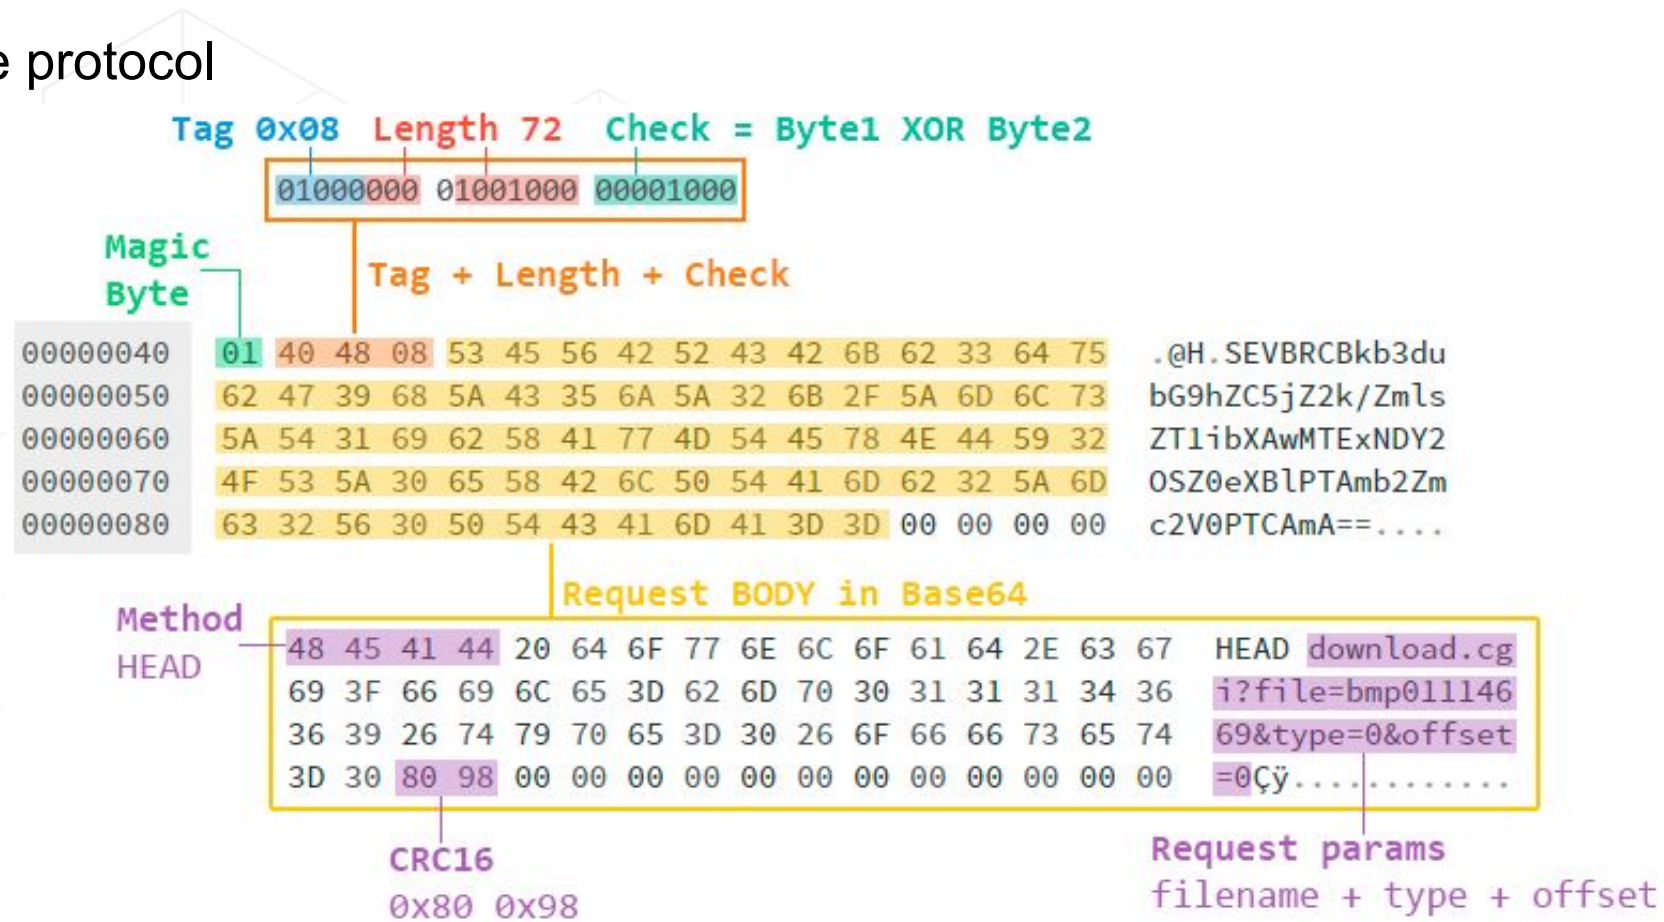 e protocol
Tag 0x08 Length 72 Check = Byte1 XOR Byte2
01000000 01001000 00001000
Magic
Byte
Tag + Length + Check
00000040 01 40 48 08 53 45 56 42 52 43 42 6B 62 33 64 75 .@H.SEVBRCBkb3du
00000050 62 47 39 68 5A 43 35 6A 5A 32 6B 2F 5A 6D 6C 73 bG9hZC5jZ2k/Zmls
00000060 5A 54 31 69 62 58 41 77 4D 54 45 78 4E 44 59 32 ZT1ibXAwMTExNDY2
00000070 4F 53 5A 30 65 58 42 6C 50 54 41 6D 62 32 5A 6D OSZ0eXBlPTAmb2Zm
00000080 63 32 56 30 50 54 43 41 6D 41 3D 3D 00 00 00 00 c2V0PTCAmA==....
Request BODY in Base64
Method
HEAD
48 45 41 44 20 64 6F 77 6E 6C 6F 61 64 2E 63 67 HEAD download.cg
69 3F 66 69 6C 65 3D 62 6D 70 30 31 31 31 34 36 i?file=bmp011146
36 39 26 74 79 70 65 3D 30 26 6F 66 66 73 65 74 69&type=0&offset
3D 30 80 98 00 00 00 00 00 00 00 00 00 00 00 00 =0Çÿ............
CRC16
0x80 0x98
Request params
filename + type + offset